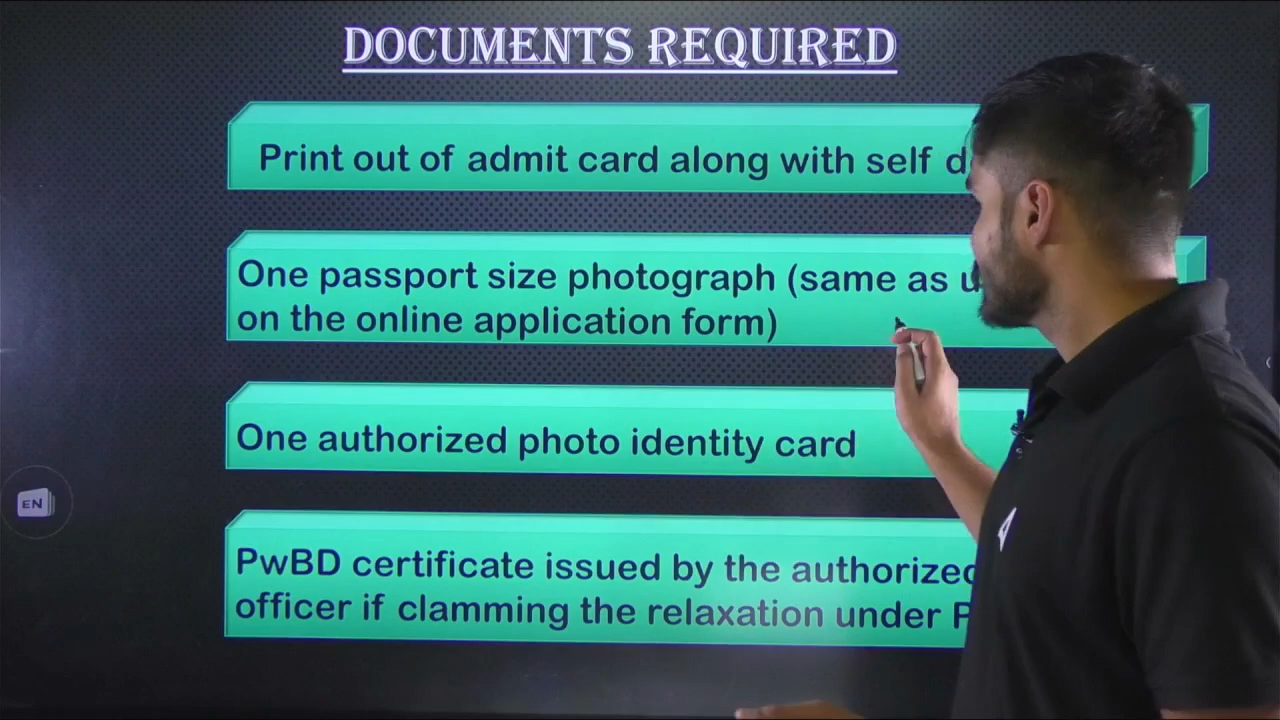 DOCUMENTS REQUIRED
Print out of admit card along with self
One passport size photograph (same as
on the online application form)
One authorized photo identity card
PwBD certificate issued by the authorized
officer if clamming the relaxation under
EN